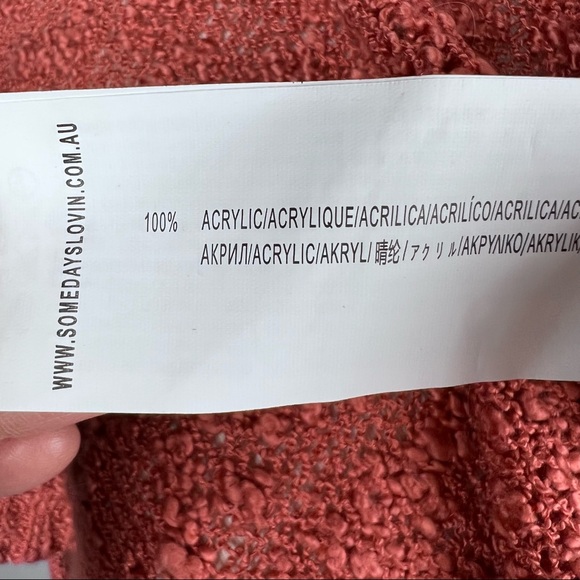 WWW.SOMEDAYSLOVIN.COM.AU
100% ACRYLIC/ACRYLIQUE/ACRILICA/ACRILÍCO/ACRILICA/AC
АКРИЛ/ACRYLIC/AKRYL/ 晴纶/アクリル/ΑΚΡΥΛΙΚΟ/AKRYLIK